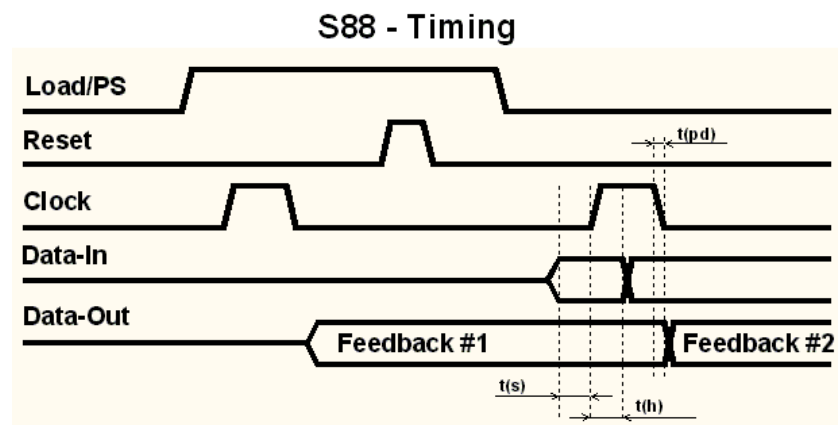 S88 - Timing
Load/PS
Reset
t(pd)
Clock
Data-In
Data-Out
Feedback #1
Feedback #2
t(s)
t(h)